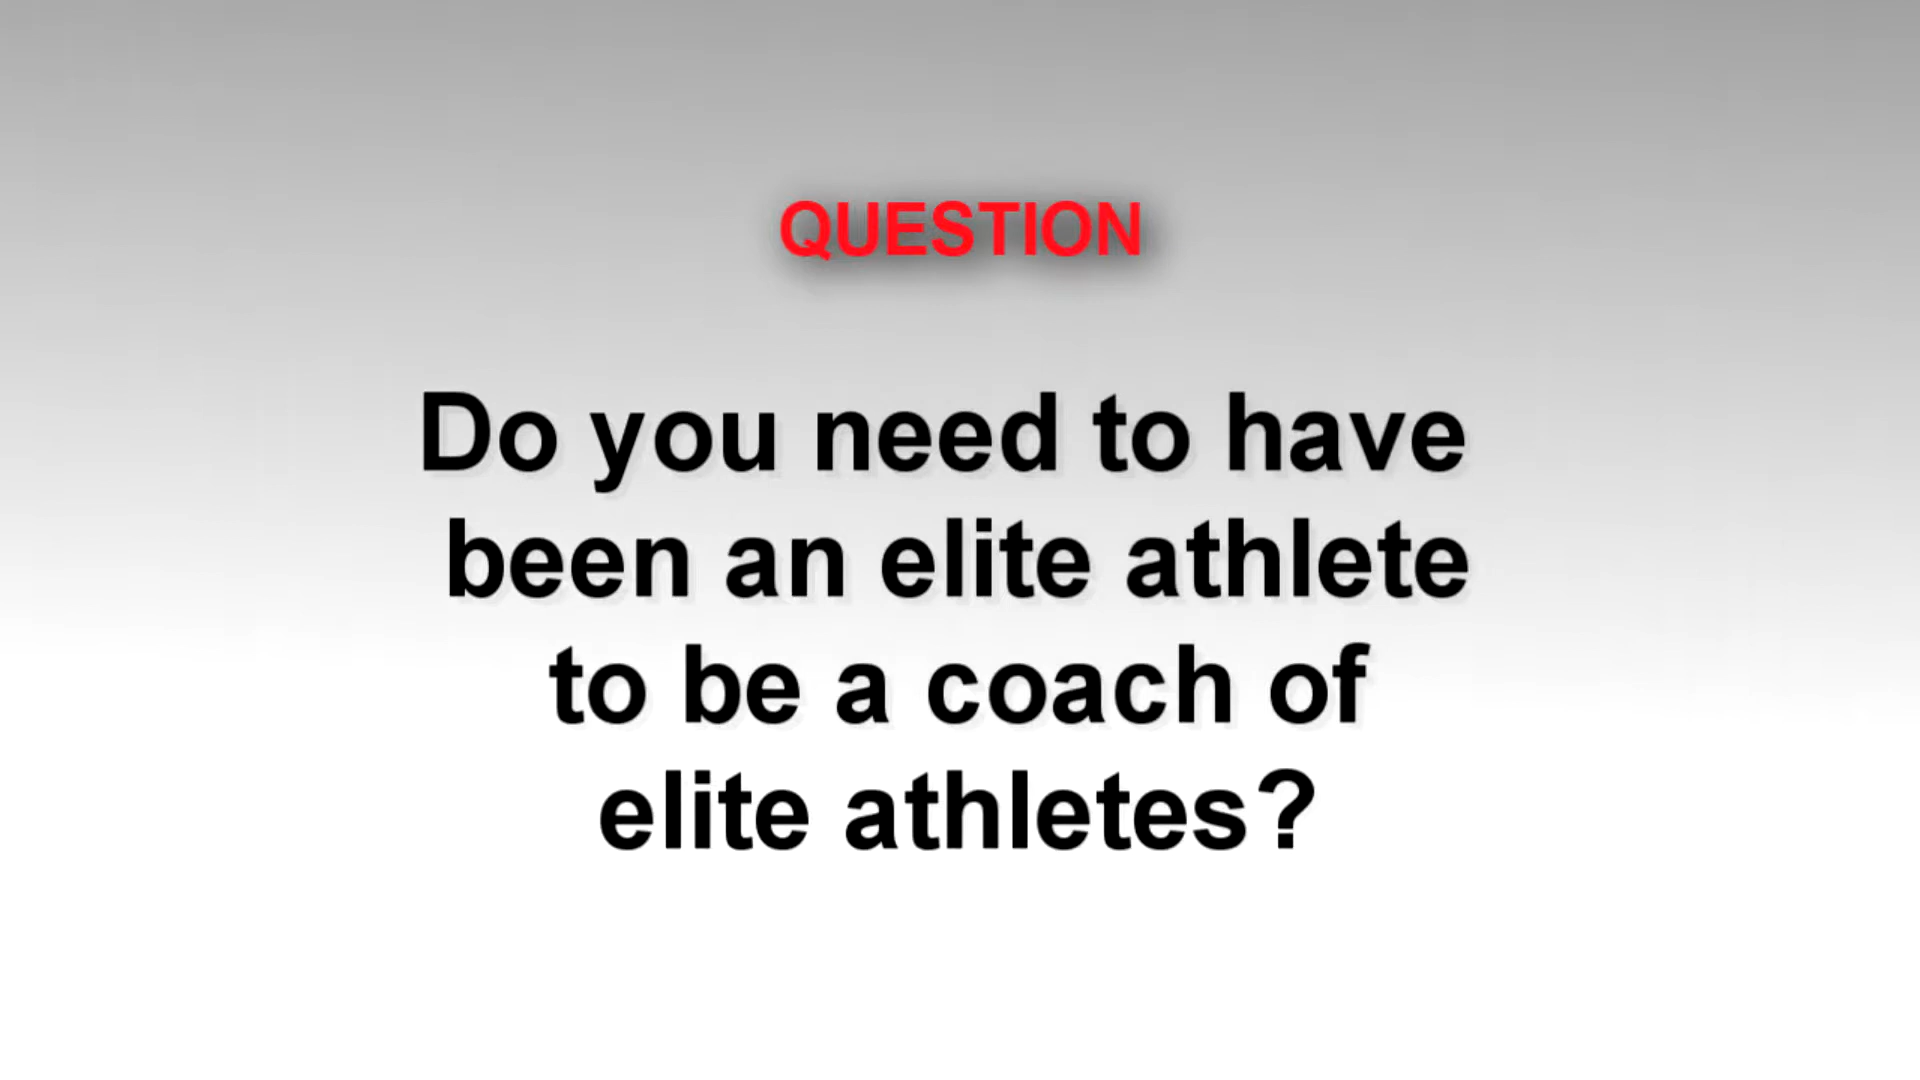 QUESTION
Do you need to have
been an elite athlete
to be a coach of
elite athletes?